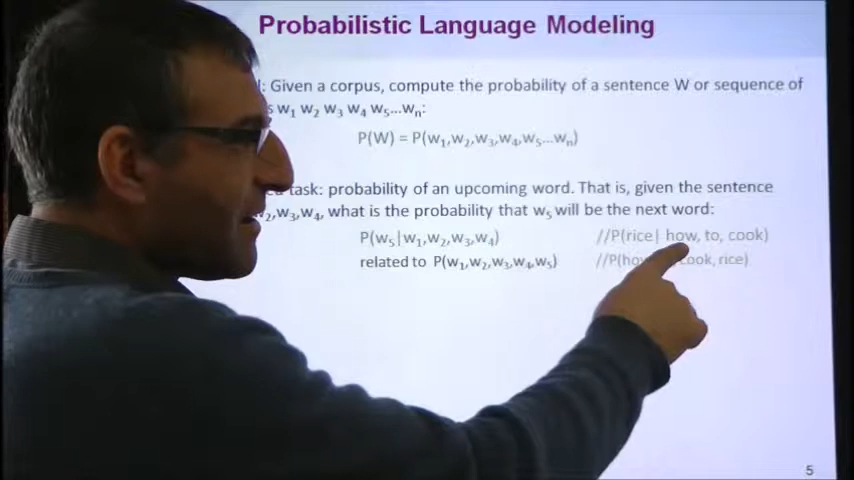 Probabilistic Language Modeling
: Given a corpus, compute the probability of a sentence W or sequence of
w₁ w₂ w₃ w₄ w₅...wₙ:
P(W) = P(w₁,w₂,w₃,w₄,w₅...wₙ)
task: probability of an upcoming word. That is, given the sentence
w₃,w₄, what is the probability that w₅ will be the next word:
P(w₅|w₁,w₂,w₃,w₄) //P(rice| how, to, cook)
related to P(w₁,w₂,w₃,w₄,w₅) //P(how cook, rice)
5